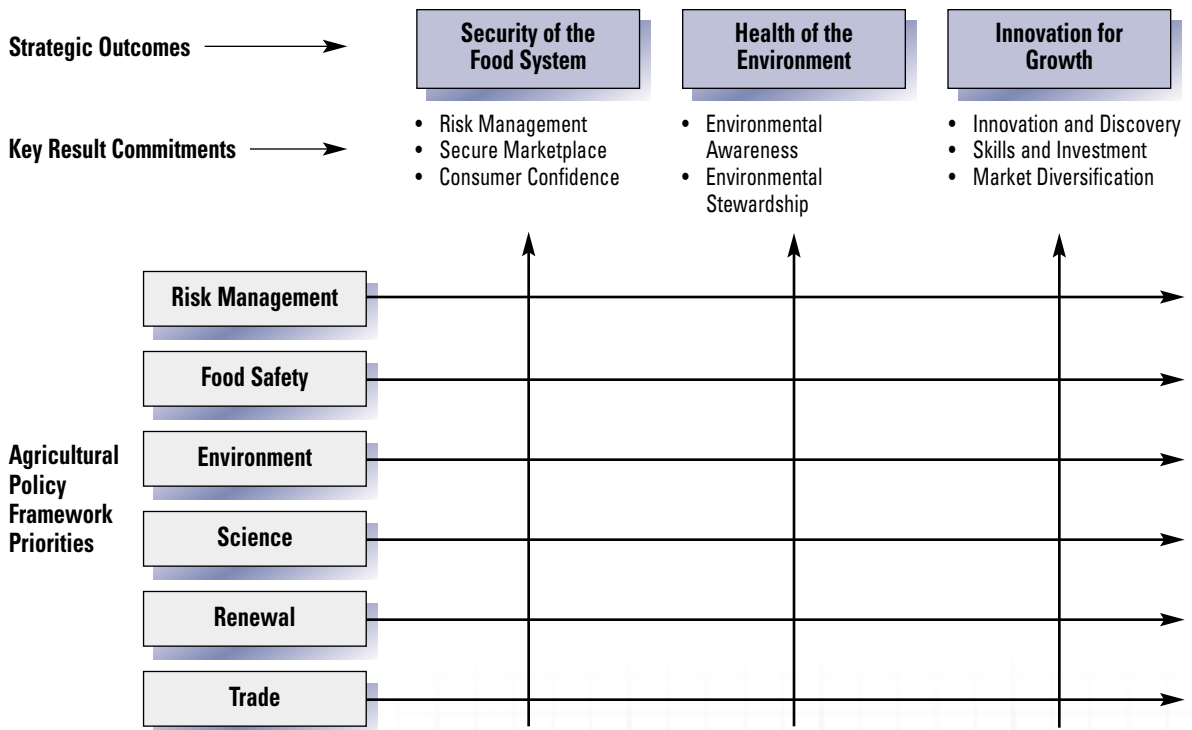 Strategic Outcomes
Security of the
Food System
Health of the
Environment
Innovation for
Growth
Key Result Commitments
• Risk Management
• Secure Marketplace
• Consumer Confidence
• Environmental
Awareness
• Environmental
Stewardship
• Innovation and Discovery
• Skills and Investment
• Market Diversification
Agricultural
Policy
Framework
Priorities
Risk Management
Food Safety
Environment
Science
Renewal
Trade